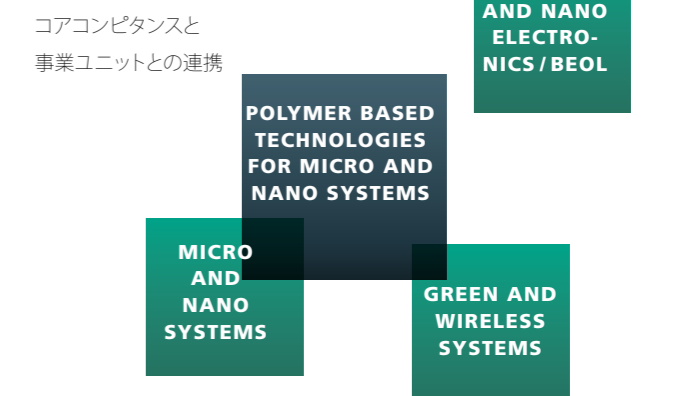 コアコンピタンスと
事業ユニットとの連携
AND NANO
ELECTRO-
NICS / BEOL
POLYMER BASED
TECHNOLOGIES
FOR MICRO AND
NANO SYSTEMS
MICRO
AND
NANO
SYSTEMS
GREEN AND
WIRELESS
SYSTEMS